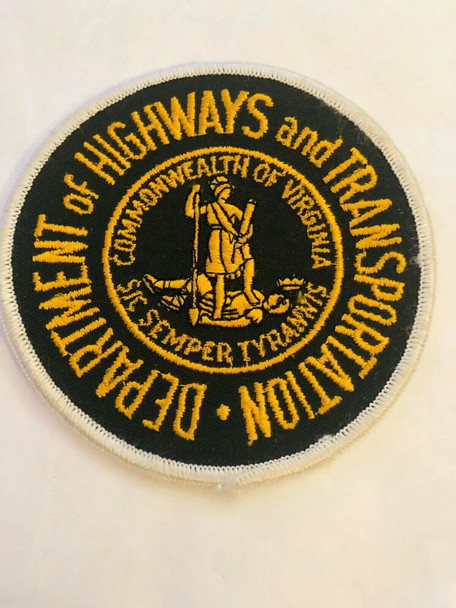 DEPARTMENT of HIGHWAYS and TRANSPORTATION
COMMONWEALTH OF VIRGINIA
SIC SEMPER TYRANNIS